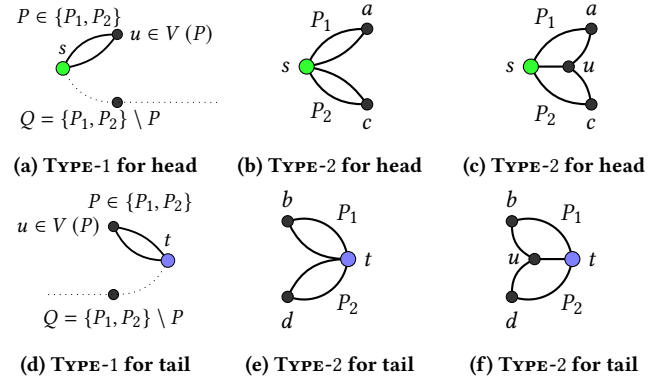 P ∈ {P₁, P₂}
u ∈ V (P)
s
Q = {P₁, P₂} \ P
(a) Type-1 for head
P₁
a
s
P₂
c
(b) Type-2 for head
P₁
a
s
u
P₂
c
(c) Type-2 for head
P ∈ {P₁, P₂}
u ∈ V (P)
t
Q = {P₁, P₂} \ P
(d) Type-1 for tail
b
P₁
t
P₂
d
(e) Type-2 for tail
b
P₁
u
t
P₂
d
(f) Type-2 for tail